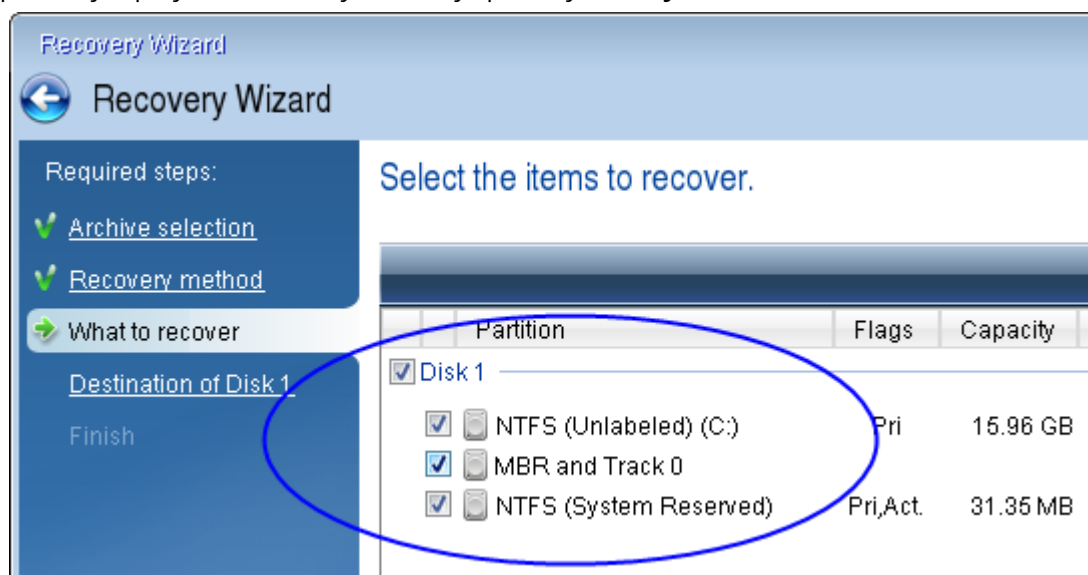 Recovery Wizard
Recovery Wizard
Required steps:
Archive selection
Recovery method
What to recover
Destination of Disk 1
Finish
Select the items to recover.
Partition Flags Capacity
Disk 1
NTFS (Unlabeled) (C:) Pri 15.96 GB
MBR and Track 0
NTFS (System Reserved) Pri,Act. 31.35 MB